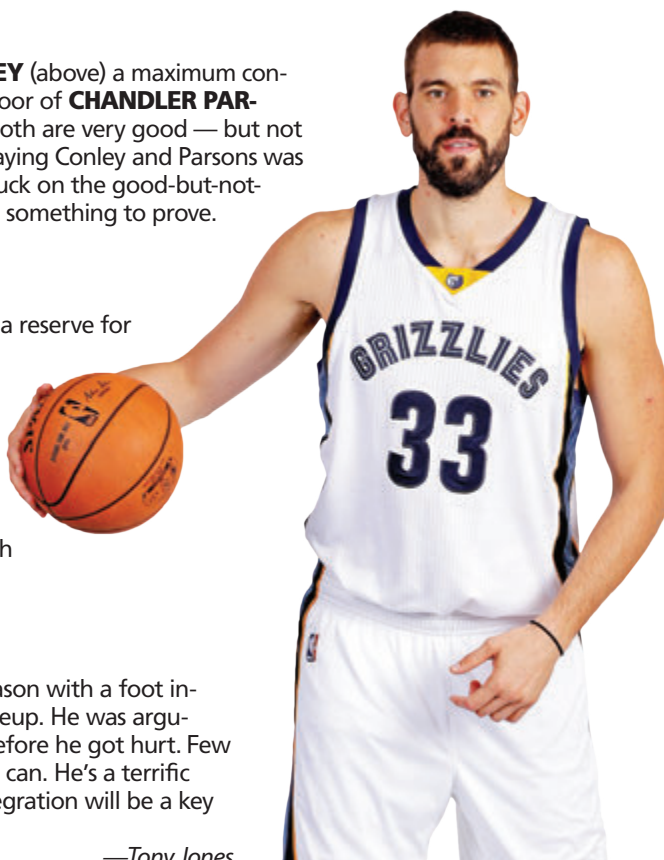 EY (above) a maximum con-
oor of CHANDLER PAR-
oth are very good — but not
aying Conley and Parsons was
uck on the good-but-not-
something to prove.
a reserve for
h
ason with a foot in-
eup. He was argu-
efore he got hurt. Few
can. He's a terrific
egration will be a key
—Tony Jones
GRIZZLIES
33